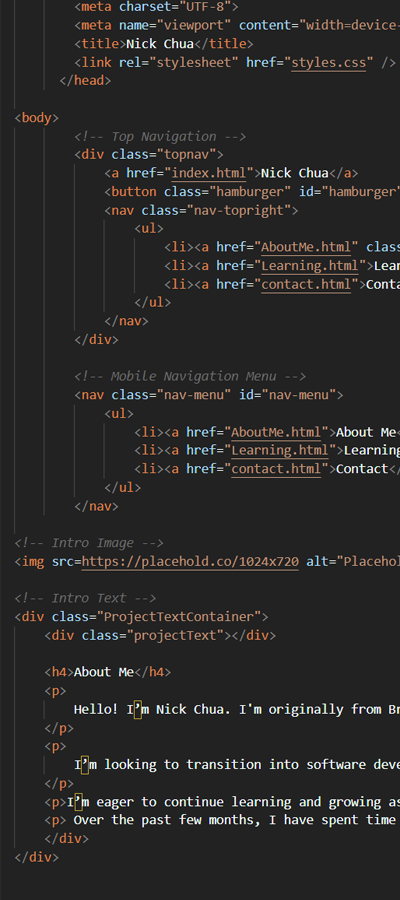 <meta charset="UTF-8">
<meta name="viewport" content="width=device-
<title>Nick Chua</title>
<link rel="stylesheet" href="styles.css" />
</head>
<body>
<!-- Top Navigation -->
<div class="topnav">
<a href="index.html">Nick Chua</a>
<button class="hamburger" id="hamburger"
<nav class="nav-topright">
<ul>
<li><a href="AboutMe.html" clas
<li><a href="Learning.html">Lear
<li><a href="contact.html">Conta
</ul>
</nav>
</div>
<!-- Mobile Navigation Menu -->
<nav class="nav-menu" id="nav-menu">
<ul>
<li><a href="AboutMe.html">About Me<
<li><a href="Learning.html">Learning
<li><a href="contact.html">Contact</
</ul>
</nav>
<!-- Intro Image -->
<img src=https://placehold.co/1024x720 alt="Placehol
<!-- Intro Text -->
<div class="ProjectTextContainer">
<div class="projectText"></div>
<h4>About Me</h4>
<p>
Hello! I’m Nick Chua. I'm originally from Br
</p>
<p>
I’m looking to transition into software deve
</p>
<p>I’m eager to continue learning and growing as
<p> Over the past few months, I have spent time
</div>
</div>